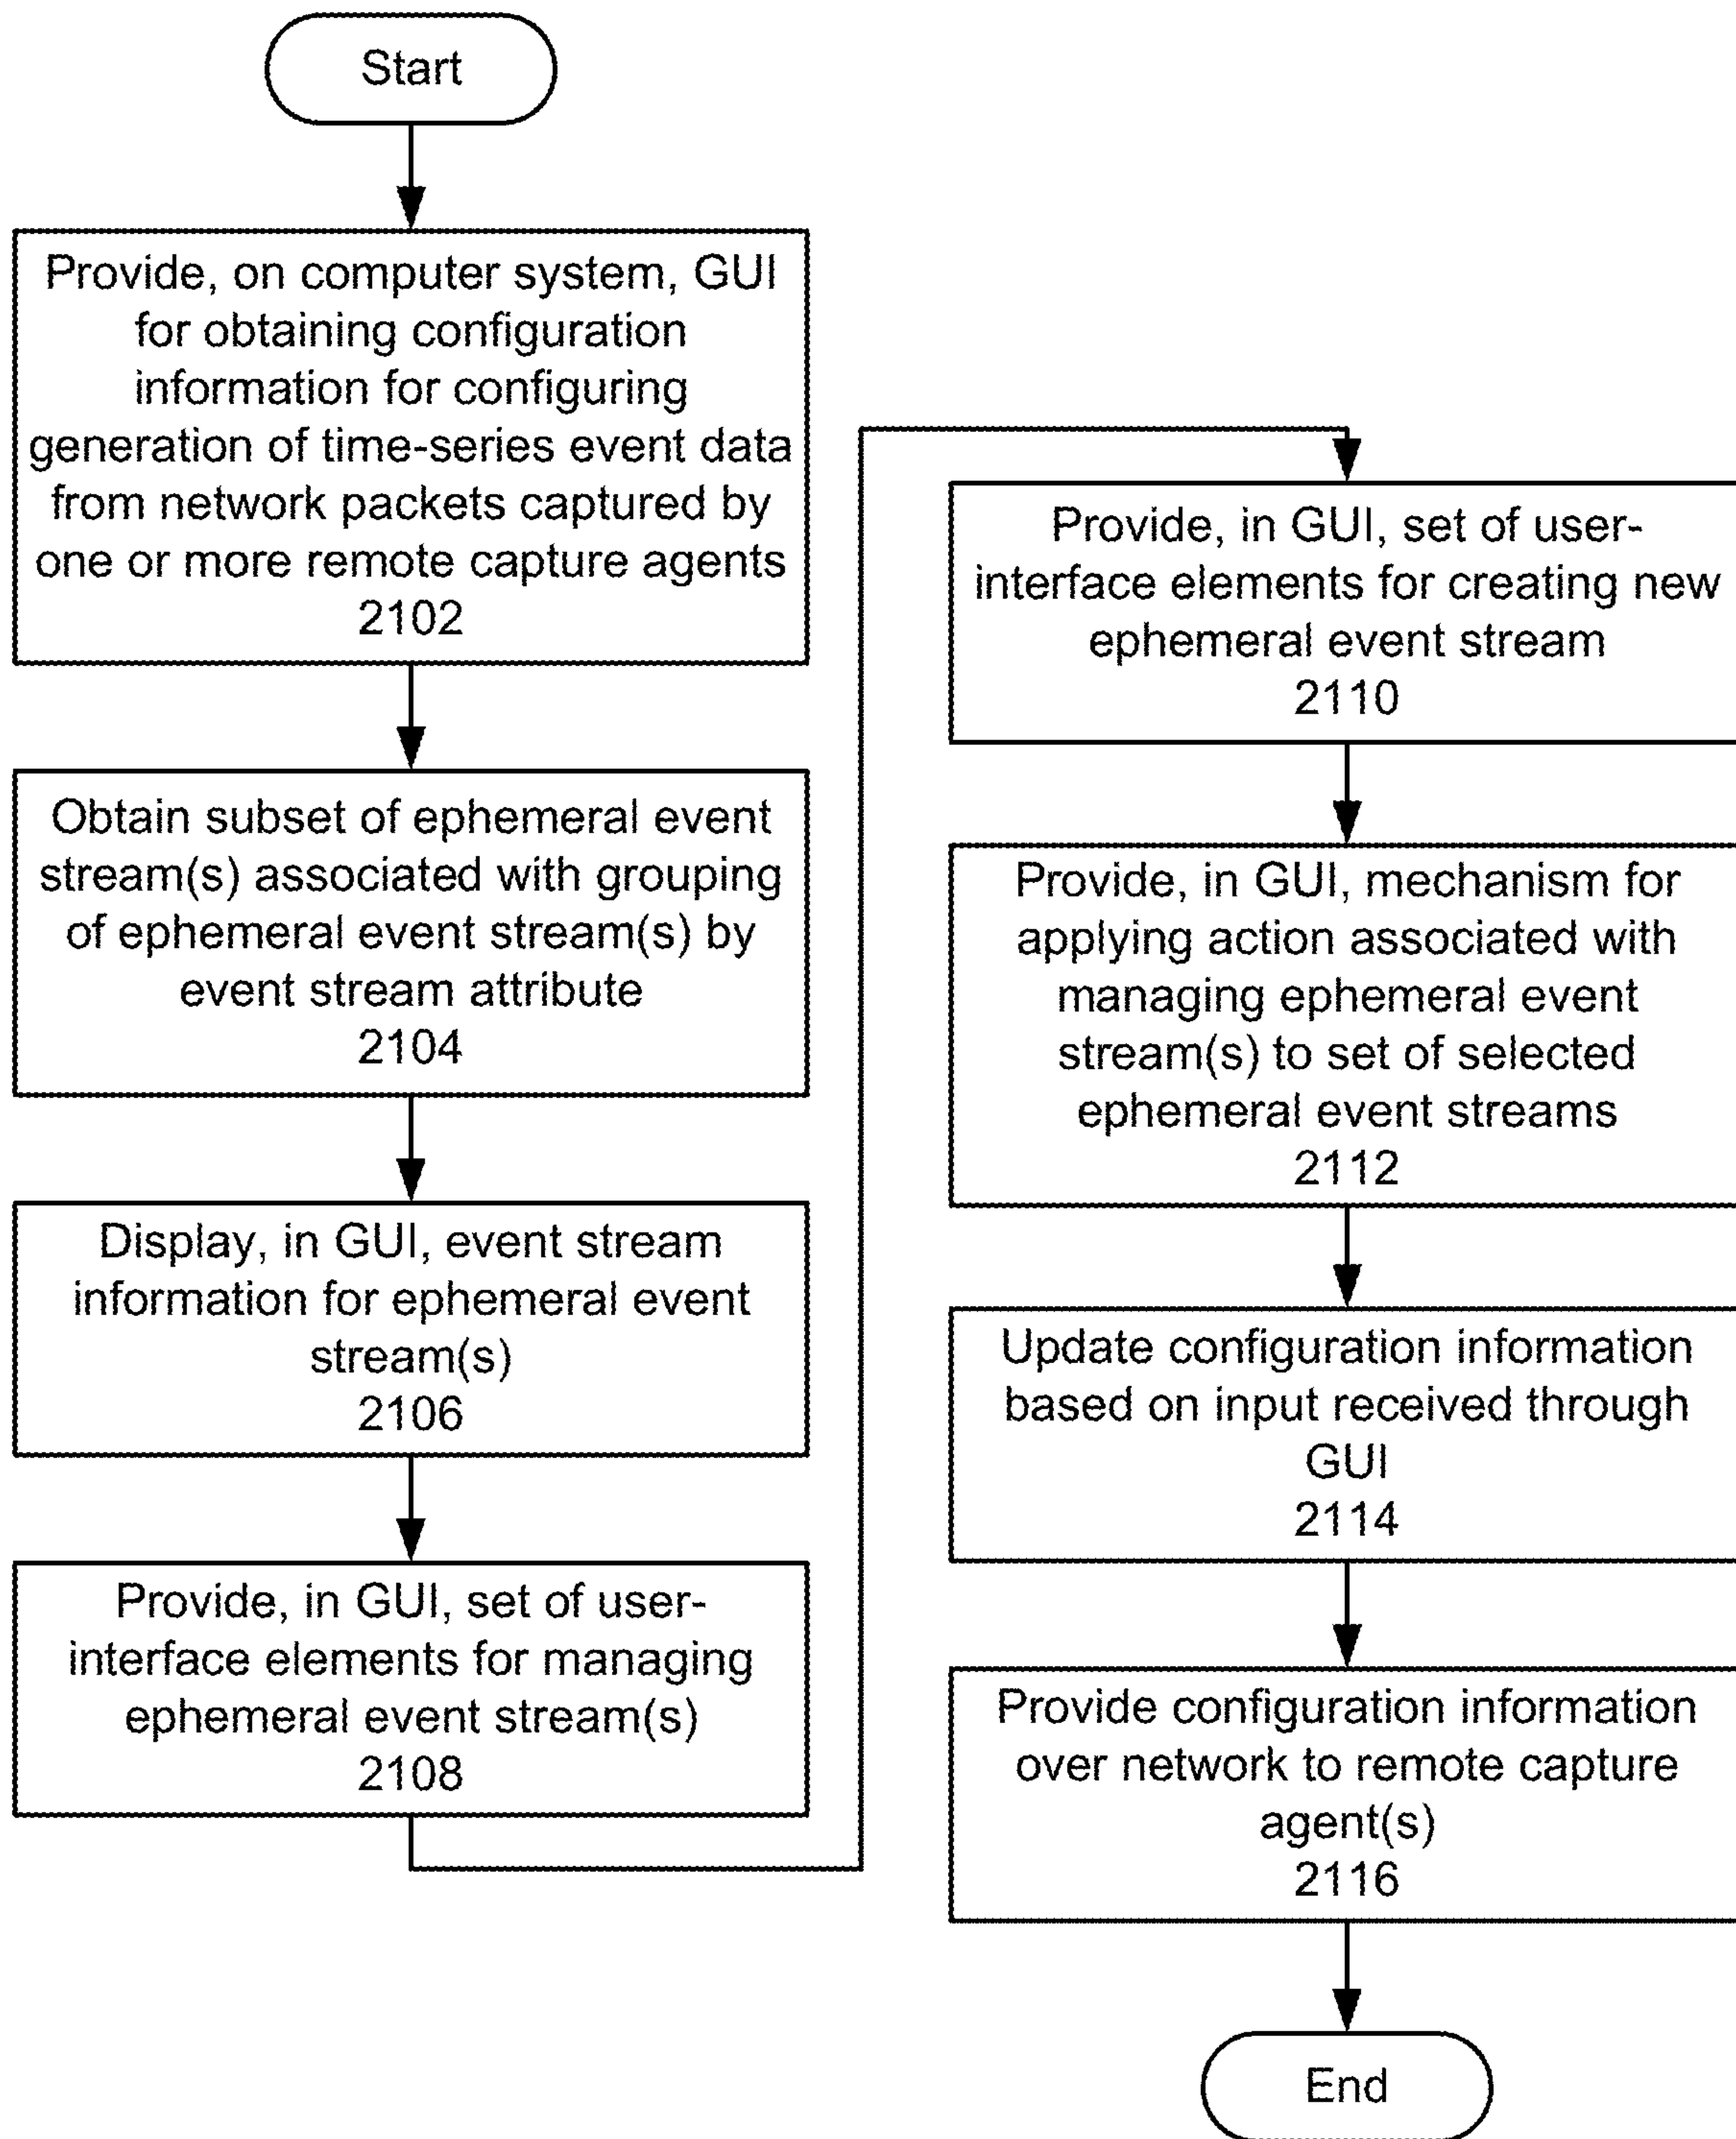 Start
Provide, on computer system, GUI
for obtaining configuration
information for configuring
generation of time-series event data
from network packets captured by
one or more remote capture agents
2102
Obtain subset of ephemeral event
stream(s) associated with grouping
of ephemeral event stream(s) by
event stream attribute
2104
Display, in GUI, event stream
information for ephemeral event
stream(s)
2106
Provide, in GUI, set of user-
interface elements for managing
ephemeral event stream(s)
2108
Provide, in GUI, set of user-
interface elements for creating new
ephemeral event stream
2110
Provide, in GUI, mechanism for
applying action associated with
managing ephemeral event
stream(s) to set of selected
ephemeral event streams
2112
Update configuration information
based on input received through
GUI
2114
Provide configuration information
over network to remote capture
agent(s)
2116
End